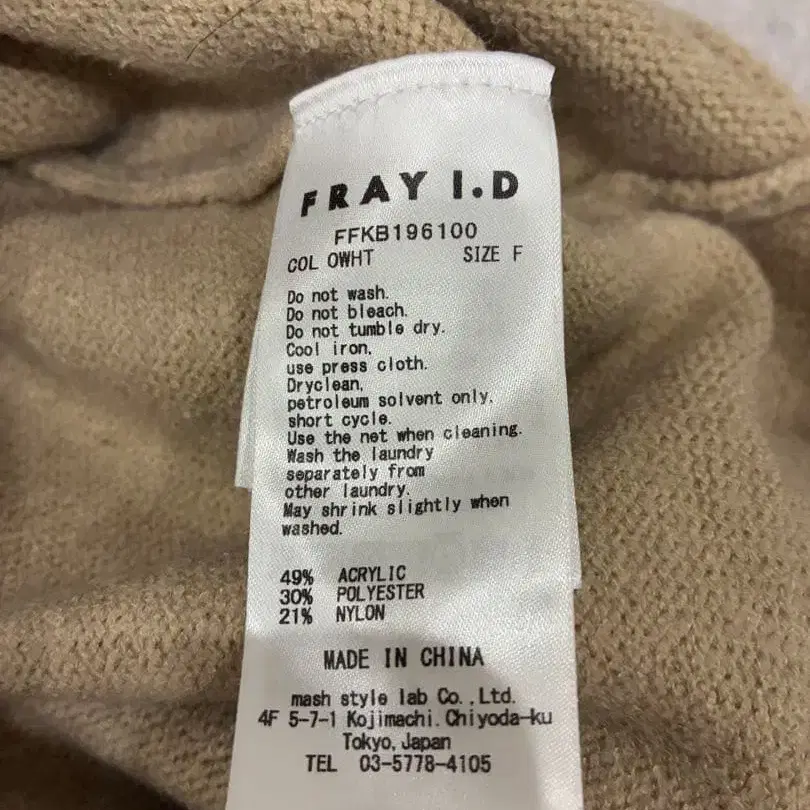 FRAY I.D
FFKB196100
COL OWHT SIZE F
Do not wash.
Do not bleach.
Do not tumble dry.
Cool iron,
use press cloth.
Dryclean,
petroleum solvent only,
short cycle.
Use the net when cleaning.
Wash the laundry
separately from
other laundry.
May shrink slightly when
washed.
49% ACRYLIC
30% POLYESTER
21% NYLON
MADE IN CHINA
mash style lab Co.,Ltd.
4F 5-7-1 Kojimachi.Chiyoda-ku
Tokyo,Japan
TEL 03-5778-4105